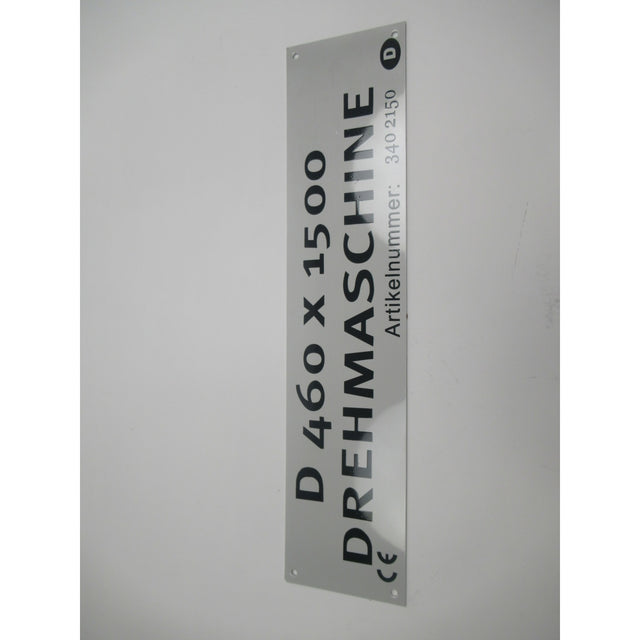 D 460 x 1500
DREHMASCHINE
CE Artikelnummer: 340 2150 D